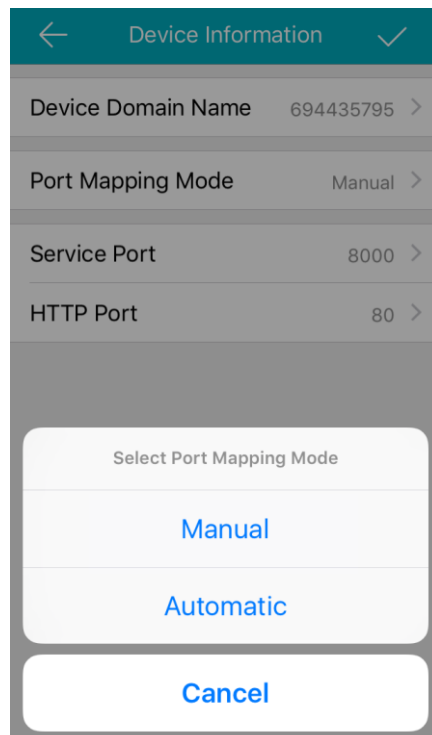 Device Information
Device Domain Name 694435795
Port Mapping Mode Manual
Service Port 8000
HTTP Port 80
Select Port Mapping Mode
Manual
Automatic
Cancel